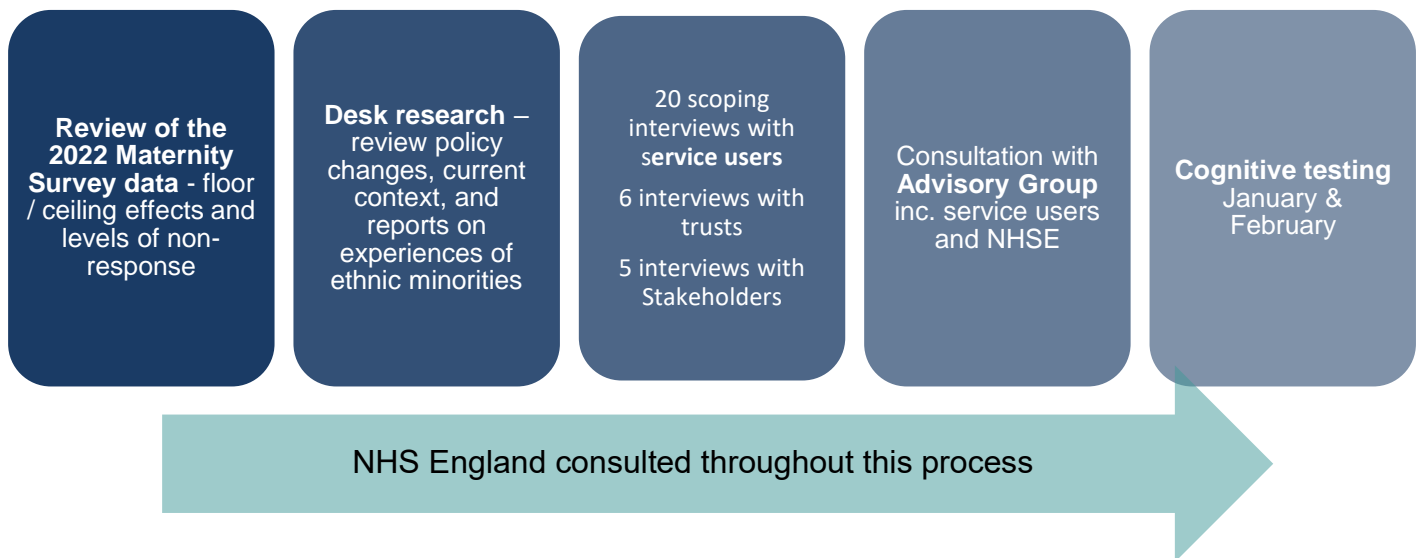 Review of the
2022 Maternity
Survey data - floor
/ ceiling effects and
levels of non-
response
Desk research –
review policy
changes, current
context, and
reports on
experiences of
ethnic minorities
20 scoping
interviews with
service users
6 interviews with
trusts
5 interviews with
Stakeholders
Consultation with
Advisory Group
inc. service users
and NHSE
Cognitive testing
January &
February
NHS England consulted throughout this process